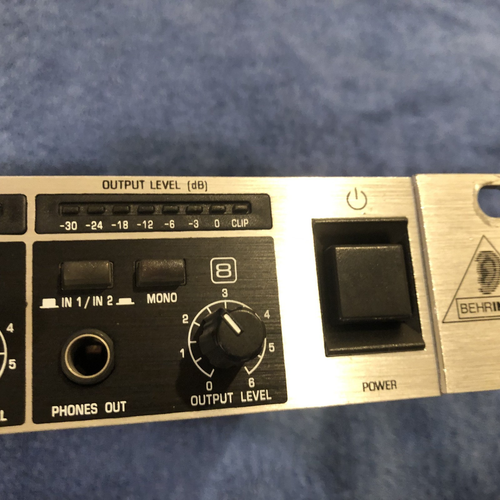 OUTPUT LEVEL (dB)
-30 -24 -18 -12 -6 -3 0 CLIP
IN 1 / IN 2
MONO
8
0 1 2 3 4 5 6
OUTPUT LEVEL
PHONES OUT
POWER
4
5
L
BEHRIN